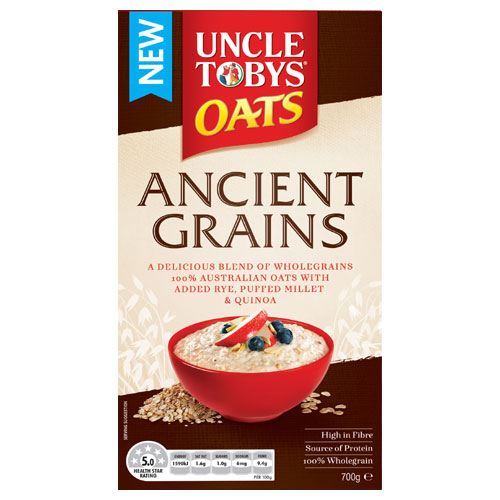 NEW
UNCLE
TOBYS
OATS
ANCIENT
GRAINS
A DELICIOUS BLEND OF WHOLEGRAINS
100% AUSTRALIAN OATS WITH
ADDED RYE, PUFFED MILLET
& QUINOA
SERVING SUGGESTION
High in Fibre
Source of Protein
100% Wholegrain
700g e
5.0
HEALTH STAR
RATING
ENERGY
1590kJ
SAT FAT
1.6g
SUGARS
1.0g
SODIUM
6mg
FIBRE
9.4g
PER 100g